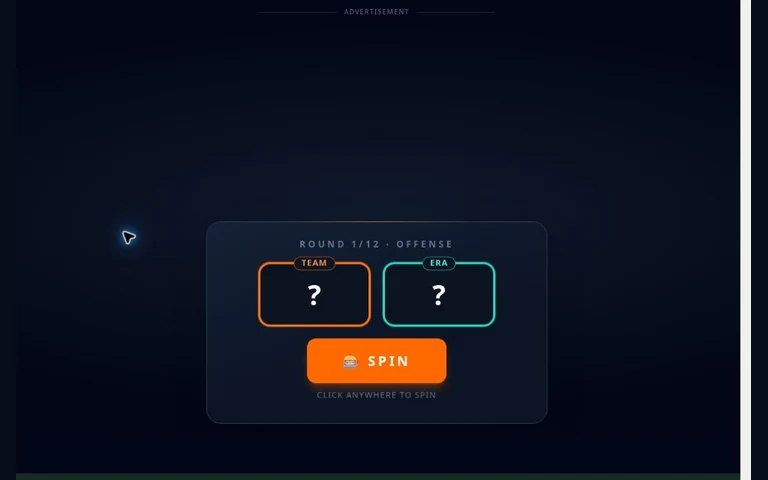 ADVERTISEMENT
ROUND 1/12 · OFFENSE
TEAM
ERA
?
?
SPIN
CLICK ANYWHERE TO SPIN